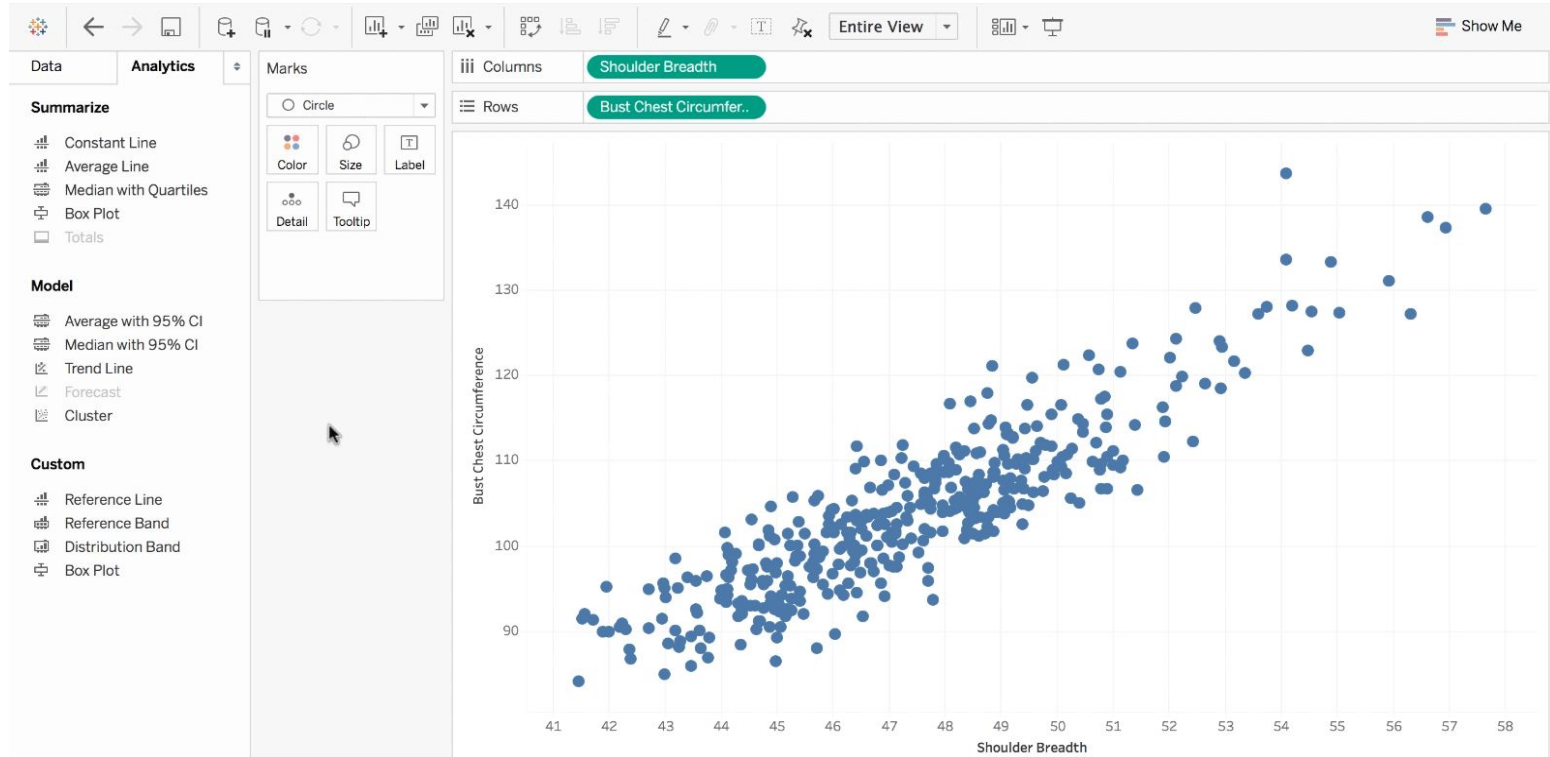 Entire View
Show Me
Data
Analytics
Summarize
Constant Line
Average Line
Median with Quartiles
Box Plot
Totals
Model
Average with 95% CI
Median with 95% CI
Trend Line
Forecast
Cluster
Custom
Reference Line
Reference Band
Distribution Band
Box Plot
Marks
Circle
Color
Size
T
Label
Detail
Tooltip
Columns
Shoulder Breadth
Rows
Bust Chest Circumfer..
Bust Chest Circumference
140
130
120
110
100
90
41 42 43 44 45 46 47 48 49 50 51 52 53 54 55 56 57 58
Shoulder Breadth